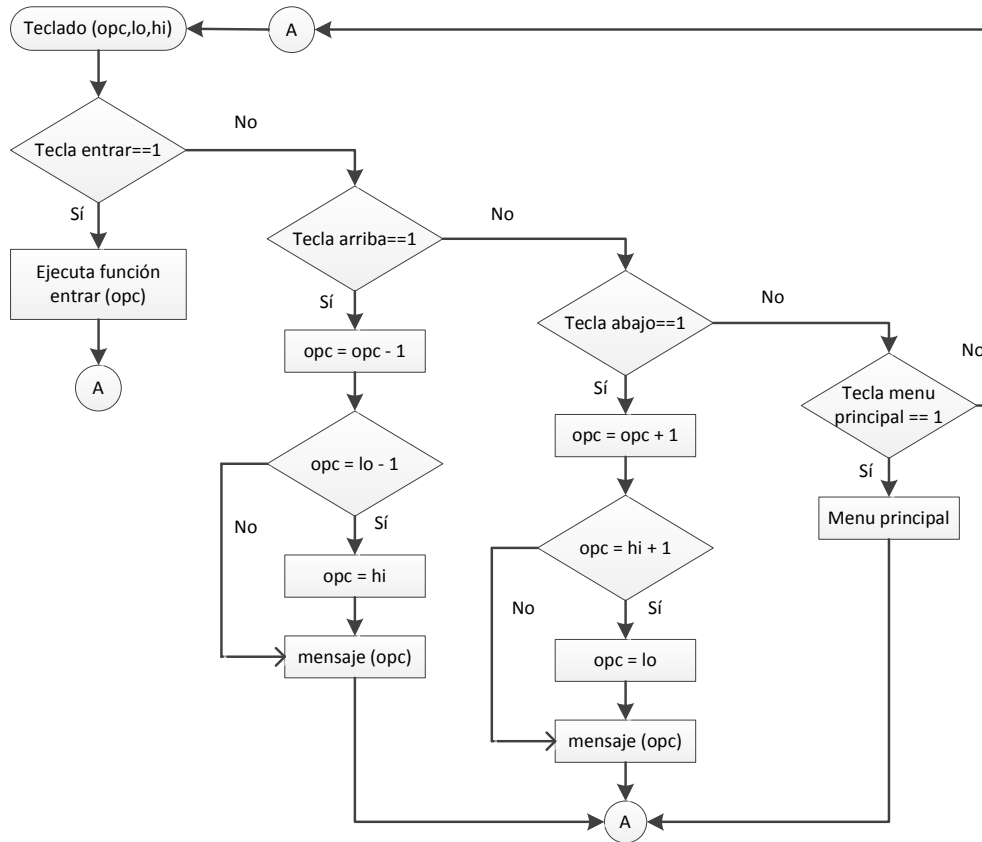 Teclado (opc,lo,hi)
A
Tecla entrar==1
No
Sí
Ejecuta función
entrar (opc)
A
Tecla arriba==1
No
Sí
opc = opc - 1
opc = lo - 1
No
Sí
opc = hi
mensaje (opc)
Tecla abajo==1
No
Sí
opc = opc + 1
opc = hi + 1
No
Sí
opc = lo
mensaje (opc)
A
Tecla menu
principal == 1
No
Sí
Menu principal